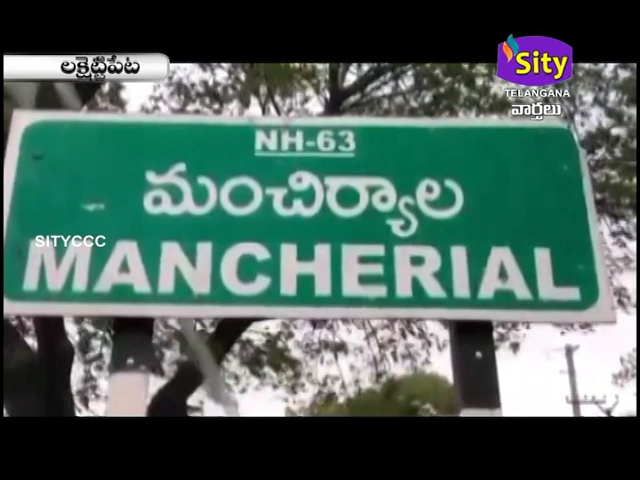 లక్షెట్టిపేట
Sity
TELANGANA
వార్తలు
NH-63
మంచిర్యాల
SITYCCC
MANCHERIAL